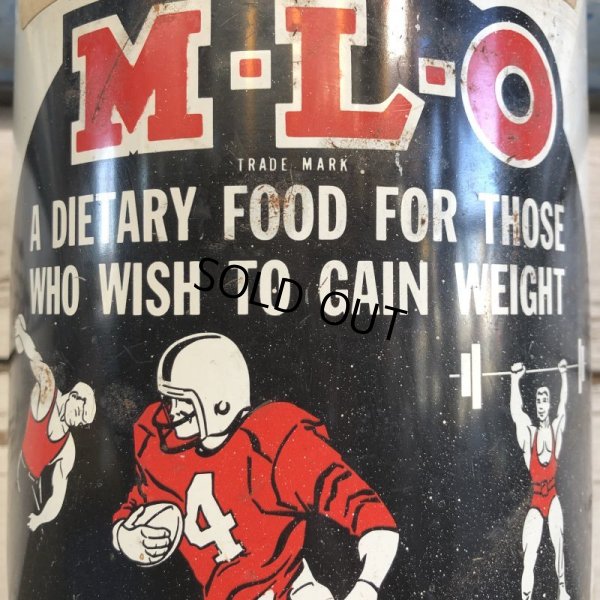 M·L·O
TRADE MARK
A DIETARY FOOD FOR THOSE
WHO WISH TO GAIN WEIGHT
SOLD OUT
4